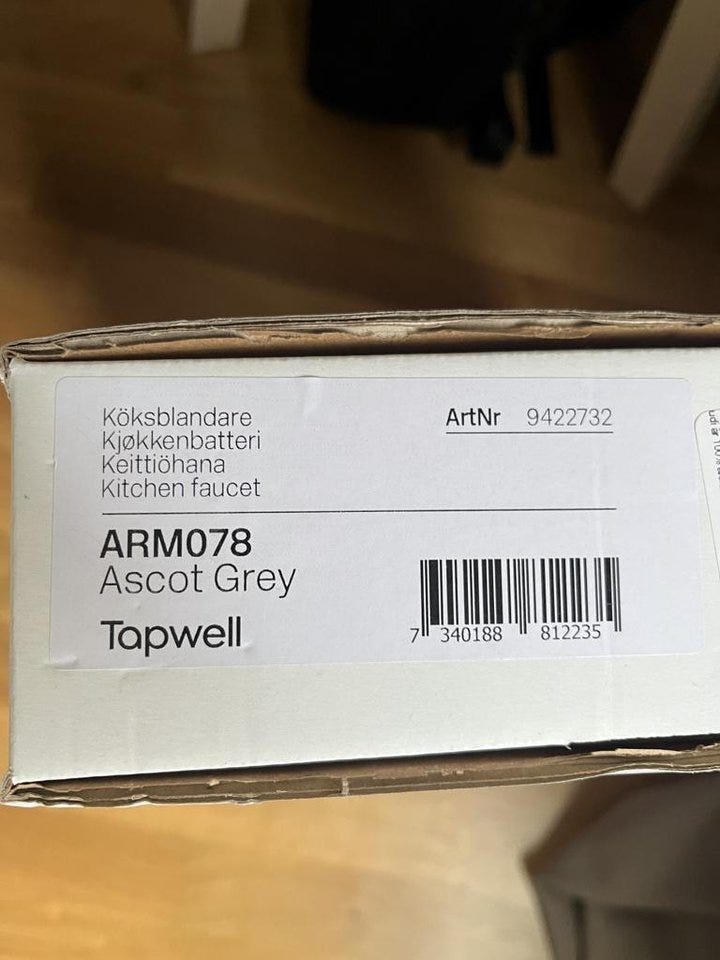 Köksblandare
Kjøkkenbatteri
Keittiöhana
Kitchen faucet
ArtNr 9422732
ARM078
Ascot Grey
Tapwell
7 340188 812235